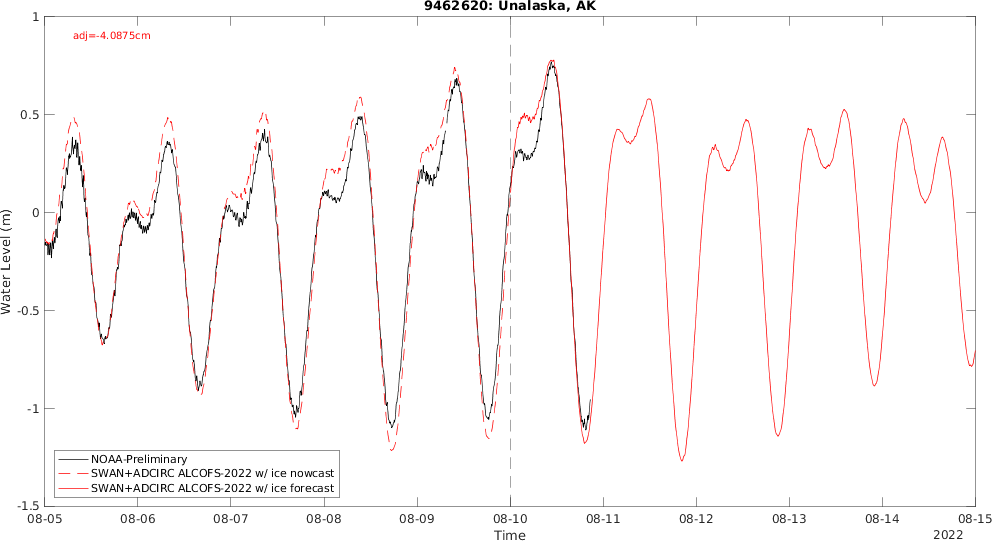 9462620: Unalaska, AK
adj=-4.0875cm
1
0.5
0
-0.5
-1
-1.5
Water Level (m)
NOAA-Preliminary
SWAN+ADCIRC ALCOFS-2022 w/ ice nowcast
SWAN+ADCIRC ALCOFS-2022 w/ ice forecast
08-05 08-06 08-07 08-08 08-09 08-10 08-11 08-12 08-13 08-14 08-15
Time
2022